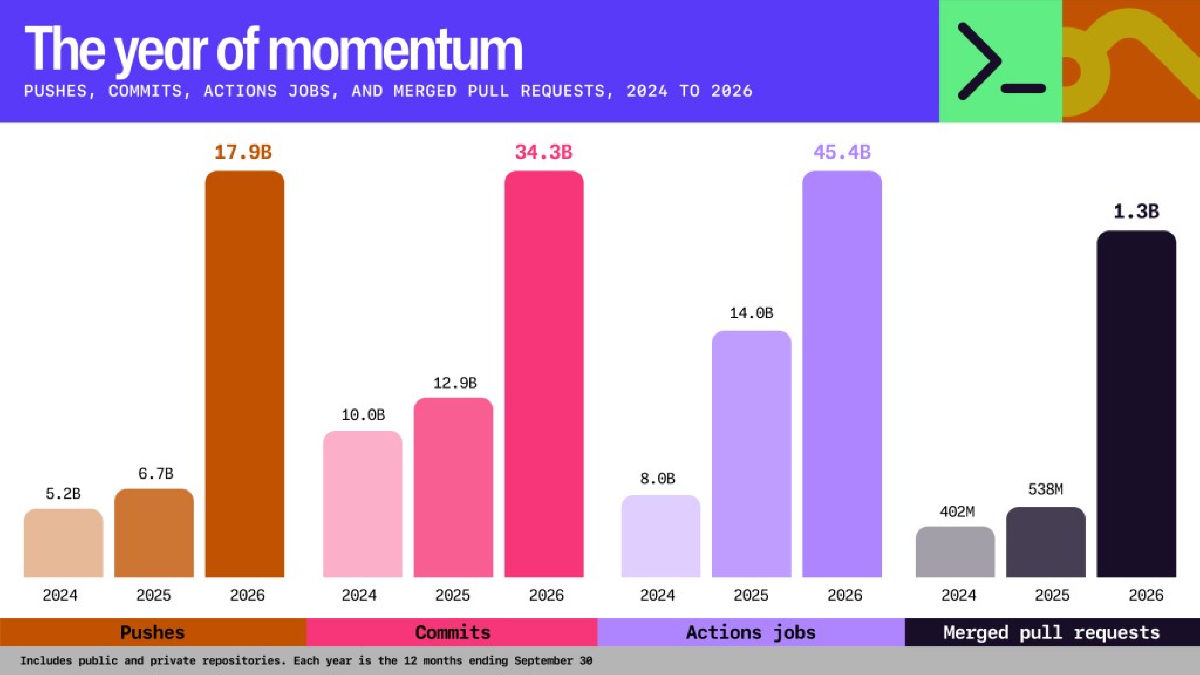 The year of momentum
PUSHES, COMMITS, ACTIONS JOBS, AND MERGED PULL REQUESTS, 2024 TO 2026
17.9B
34.3B
45.4B
1.3B
14.0B
12.9B
10.0B
6.7B
8.0B
538M
5.2B
402M
2024 2025 2026 2024 2025 2026 2024 2025 2026 2024 2025 2026
Pushes Commits Actions jobs Merged pull requests
Includes public and private repositories. Each year is the 12 months ending September 30